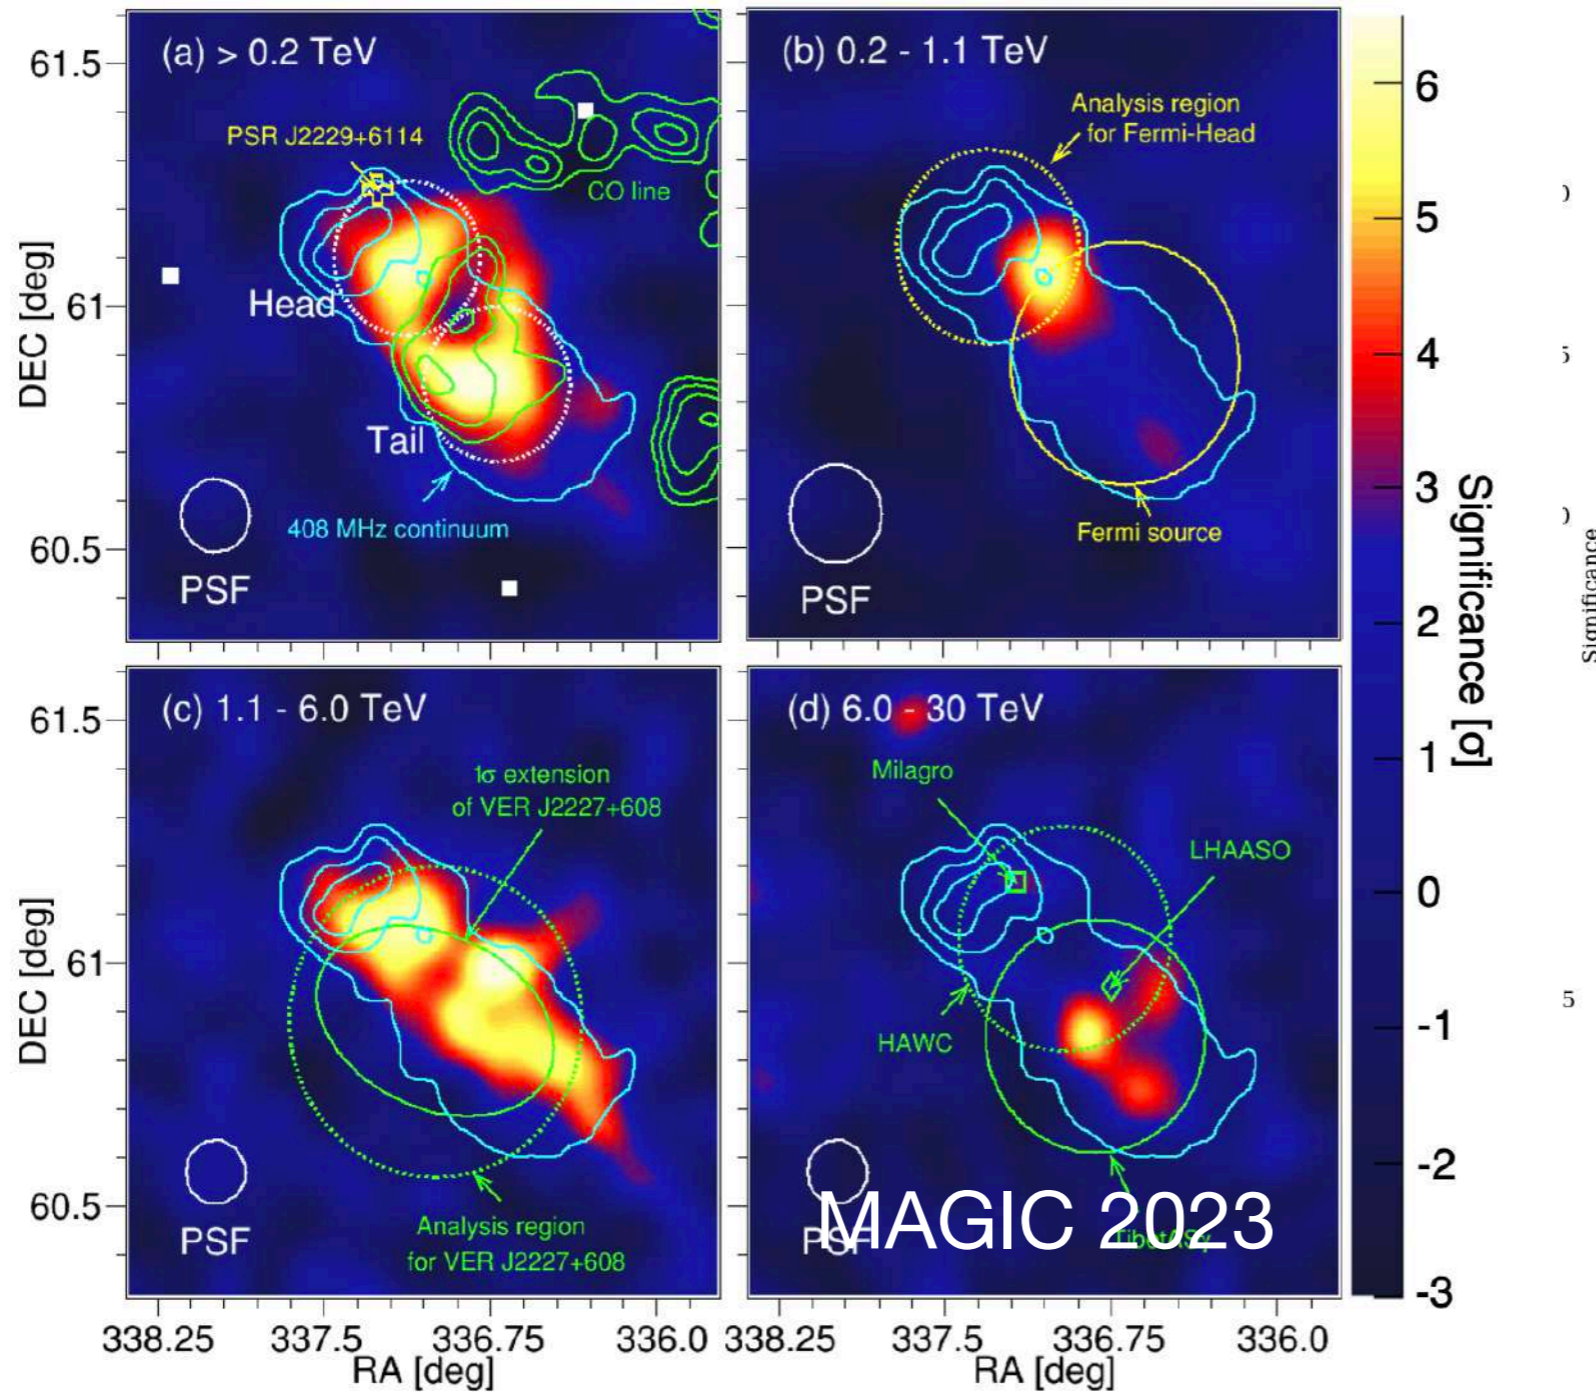 (a) > 0.2 TeV
PSR J2229+6114
CO line
Head
Tail
408 MHz continuum
PSF
61.5
61
60.5
DEC [deg]
(b) 0.2 - 1.1 TeV
Analysis region
for Fermi-Head
Fermi source
PSF
(c) 1.1 - 6.0 TeV
1σ extension
of VER J2227+608
Analysis region
for VER J2227+608
PSF
61.5
61
60.5
DEC [deg]
338.25 337.5 336.75 336.0
RA [deg]
(d) 6.0 - 30 TeV
Milagro
LHAASO
HAWC
TibetASγ
PSF
MAGIC 2023
337.5 336.75 336.0
RA [deg]
6
5
4
3
2
1
0
-1
-2
-3
Significance [σ]
5
Significance